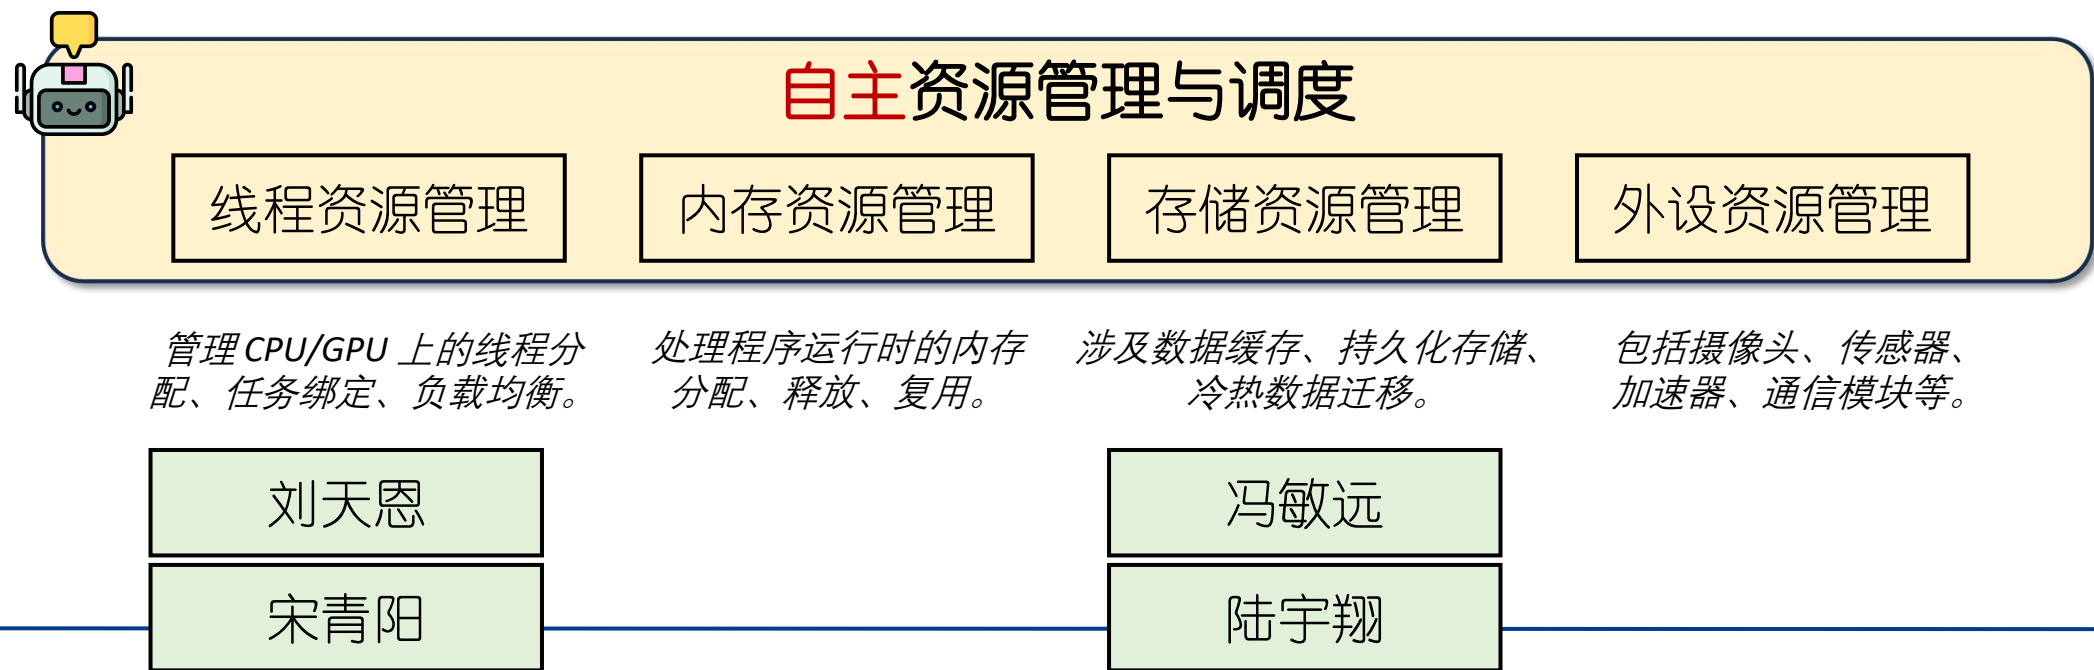 自主资源管理与调度
线程资源管理
内存资源管理
存储资源管理
外设资源管理
管理 CPU/GPU 上的线程分
配、任务绑定、负载均衡。
处理程序运行时的内存
分配、释放、复用。
涉及数据缓存、持久化存储、
冷热数据迁移。
包括摄像头、传感器、
加速器、通信模块等。
刘天恩
宋青阳
冯敏远
陆宇翔